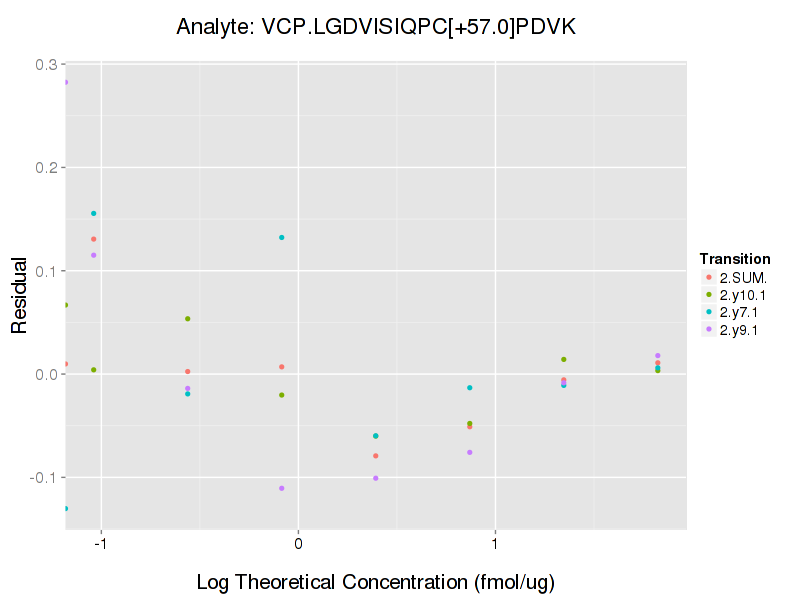 Analyte: VCP.LGDVISIQPC[+57.0]PDVK
0.3
0.2
0.1
0.0
-0.1
Residual
-1
0
1
Log Theoretical Concentration (fmol/ug)
Transition
2.SUM.
2.y10.1
2.y7.1
2.y9.1